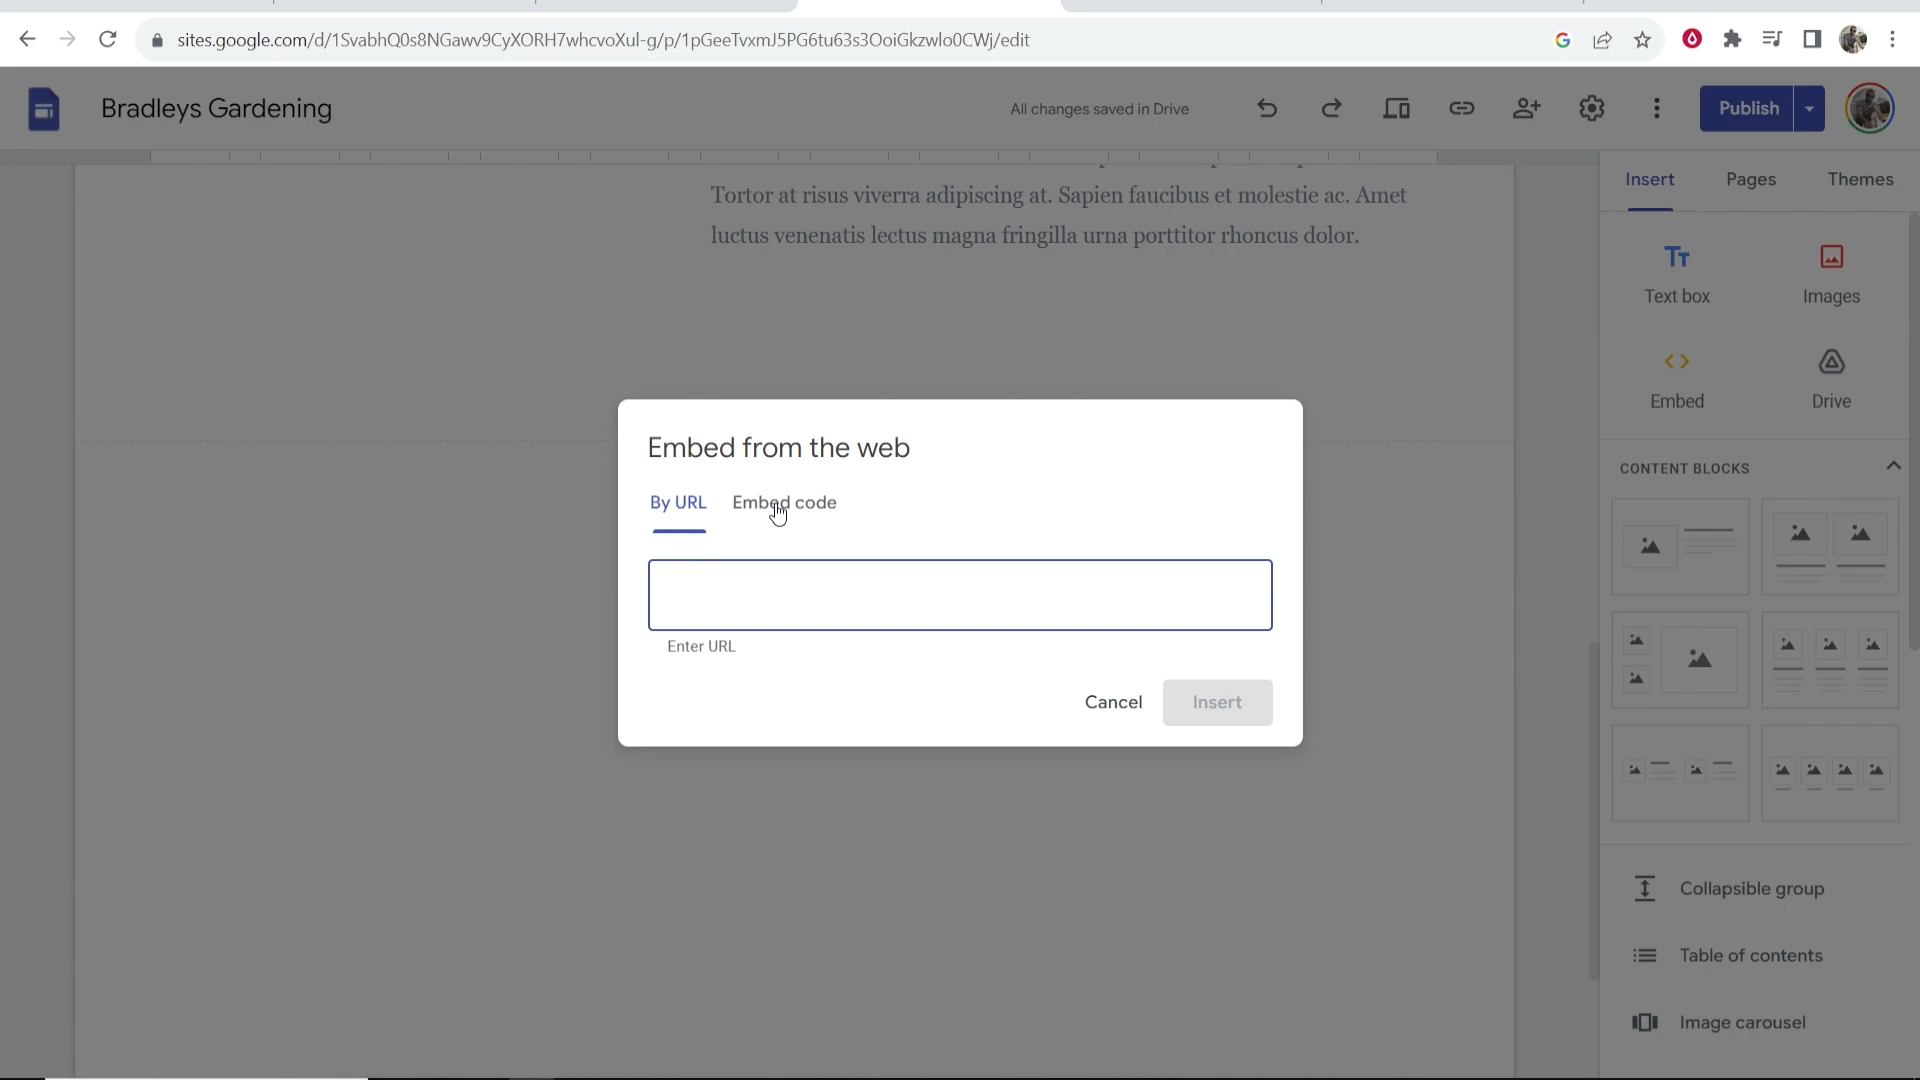 sites.google.com/d/1SvabhQ0s8NGawv9CyXORH7whcvoXul-g/p/1pGeeTvxmJ5PG6tu63s3OoiGkzwlo0CWj/edit
Bradleys Gardening
All changes saved in Drive
Publish
Tortor at risus viverra adipiscing at. Sapien faucibus et molestie ac. Amet
luctus venenatis lectus magna fringilla urna porttitor rhoncus dolor.
Insert
Pages
Themes
Tт
Text box
Images
Embed
Drive
CONTENT BLOCKS
Collapsible group
Table of contents
Image carousel
Embed from the web
By URL
Embed code
Enter URL
Cancel
Insert